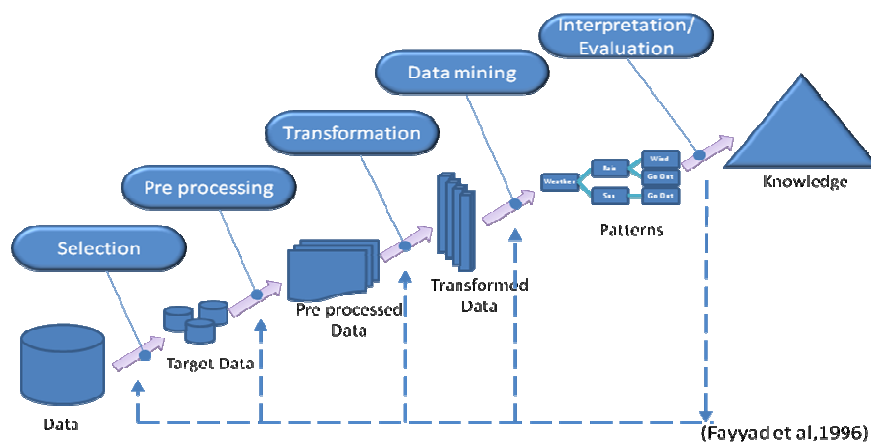 Interpretation/
Evaluation
Data mining
Transformation
Pre processing
Selection
Data
Target Data
Pre processed
Data
Transformed
Data
Weather
Rain
Sun
Wind
Go Out
Go Out
Patterns
Knowledge
(Fayyad et al,1996)